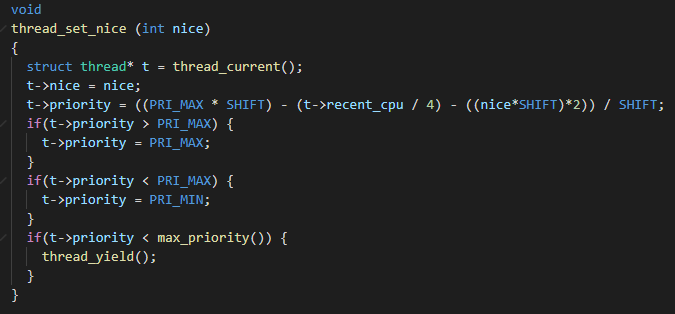 void
thread_set_nice (int nice)
{
  struct thread* t = thread_current();
  t->nice = nice;
  t->priority = ((PRI_MAX * SHIFT) - (t->recent_cpu / 4) - ((nice*SHIFT)*2)) / SHIFT;
  if(t->priority > PRI_MAX) {
    t->priority = PRI_MAX;
  }
  if(t->priority < PRI_MAX) {
    t->priority = PRI_MIN;
  }
  if(t->priority < max_priority()) {
    thread_yield();
  }
}